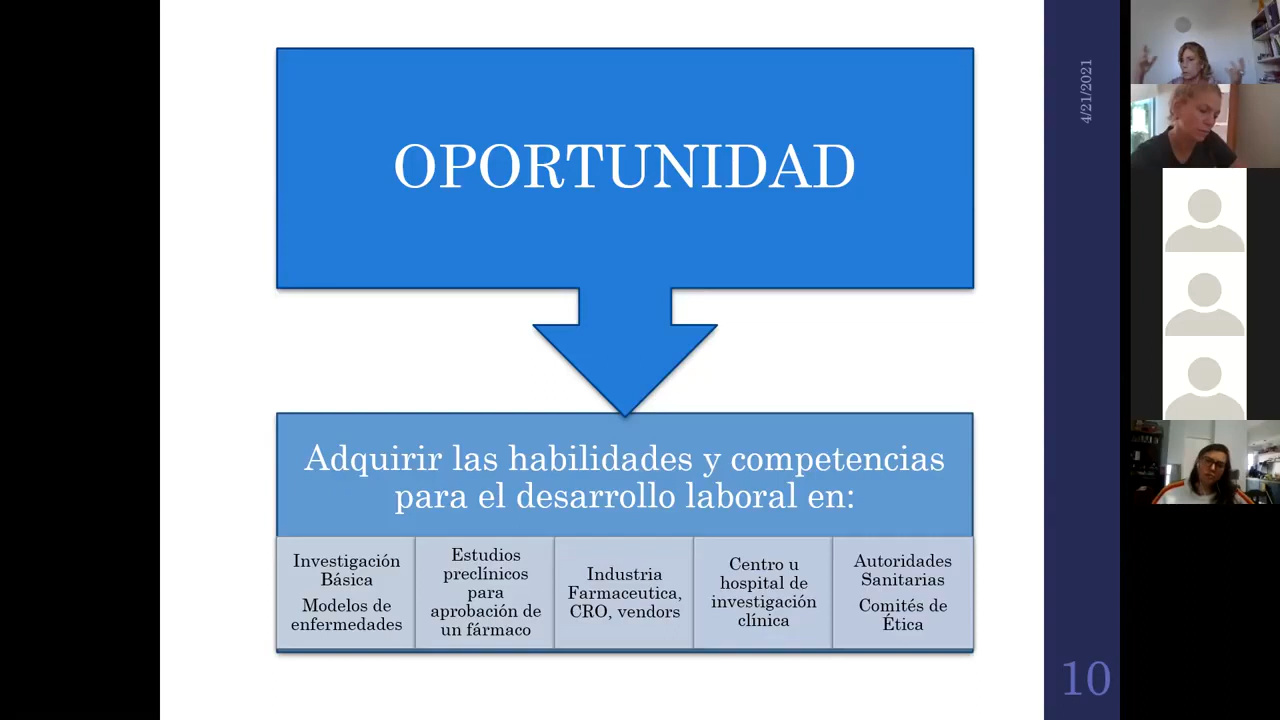 OPORTUNIDAD
4/21/2021
Adquirir las habilidades y competencias
para el desarrollo laboral en:
Investigación
Básica
Modelos de
enfermedades
Estudios
preclínicos
para
aprobación de
un fármaco
Industria
Farmaceutica,
CRO, vendors
Centro u
hospital de
investigación
clínica
Autoridades
Sanitarias
Comités de
Ética
10